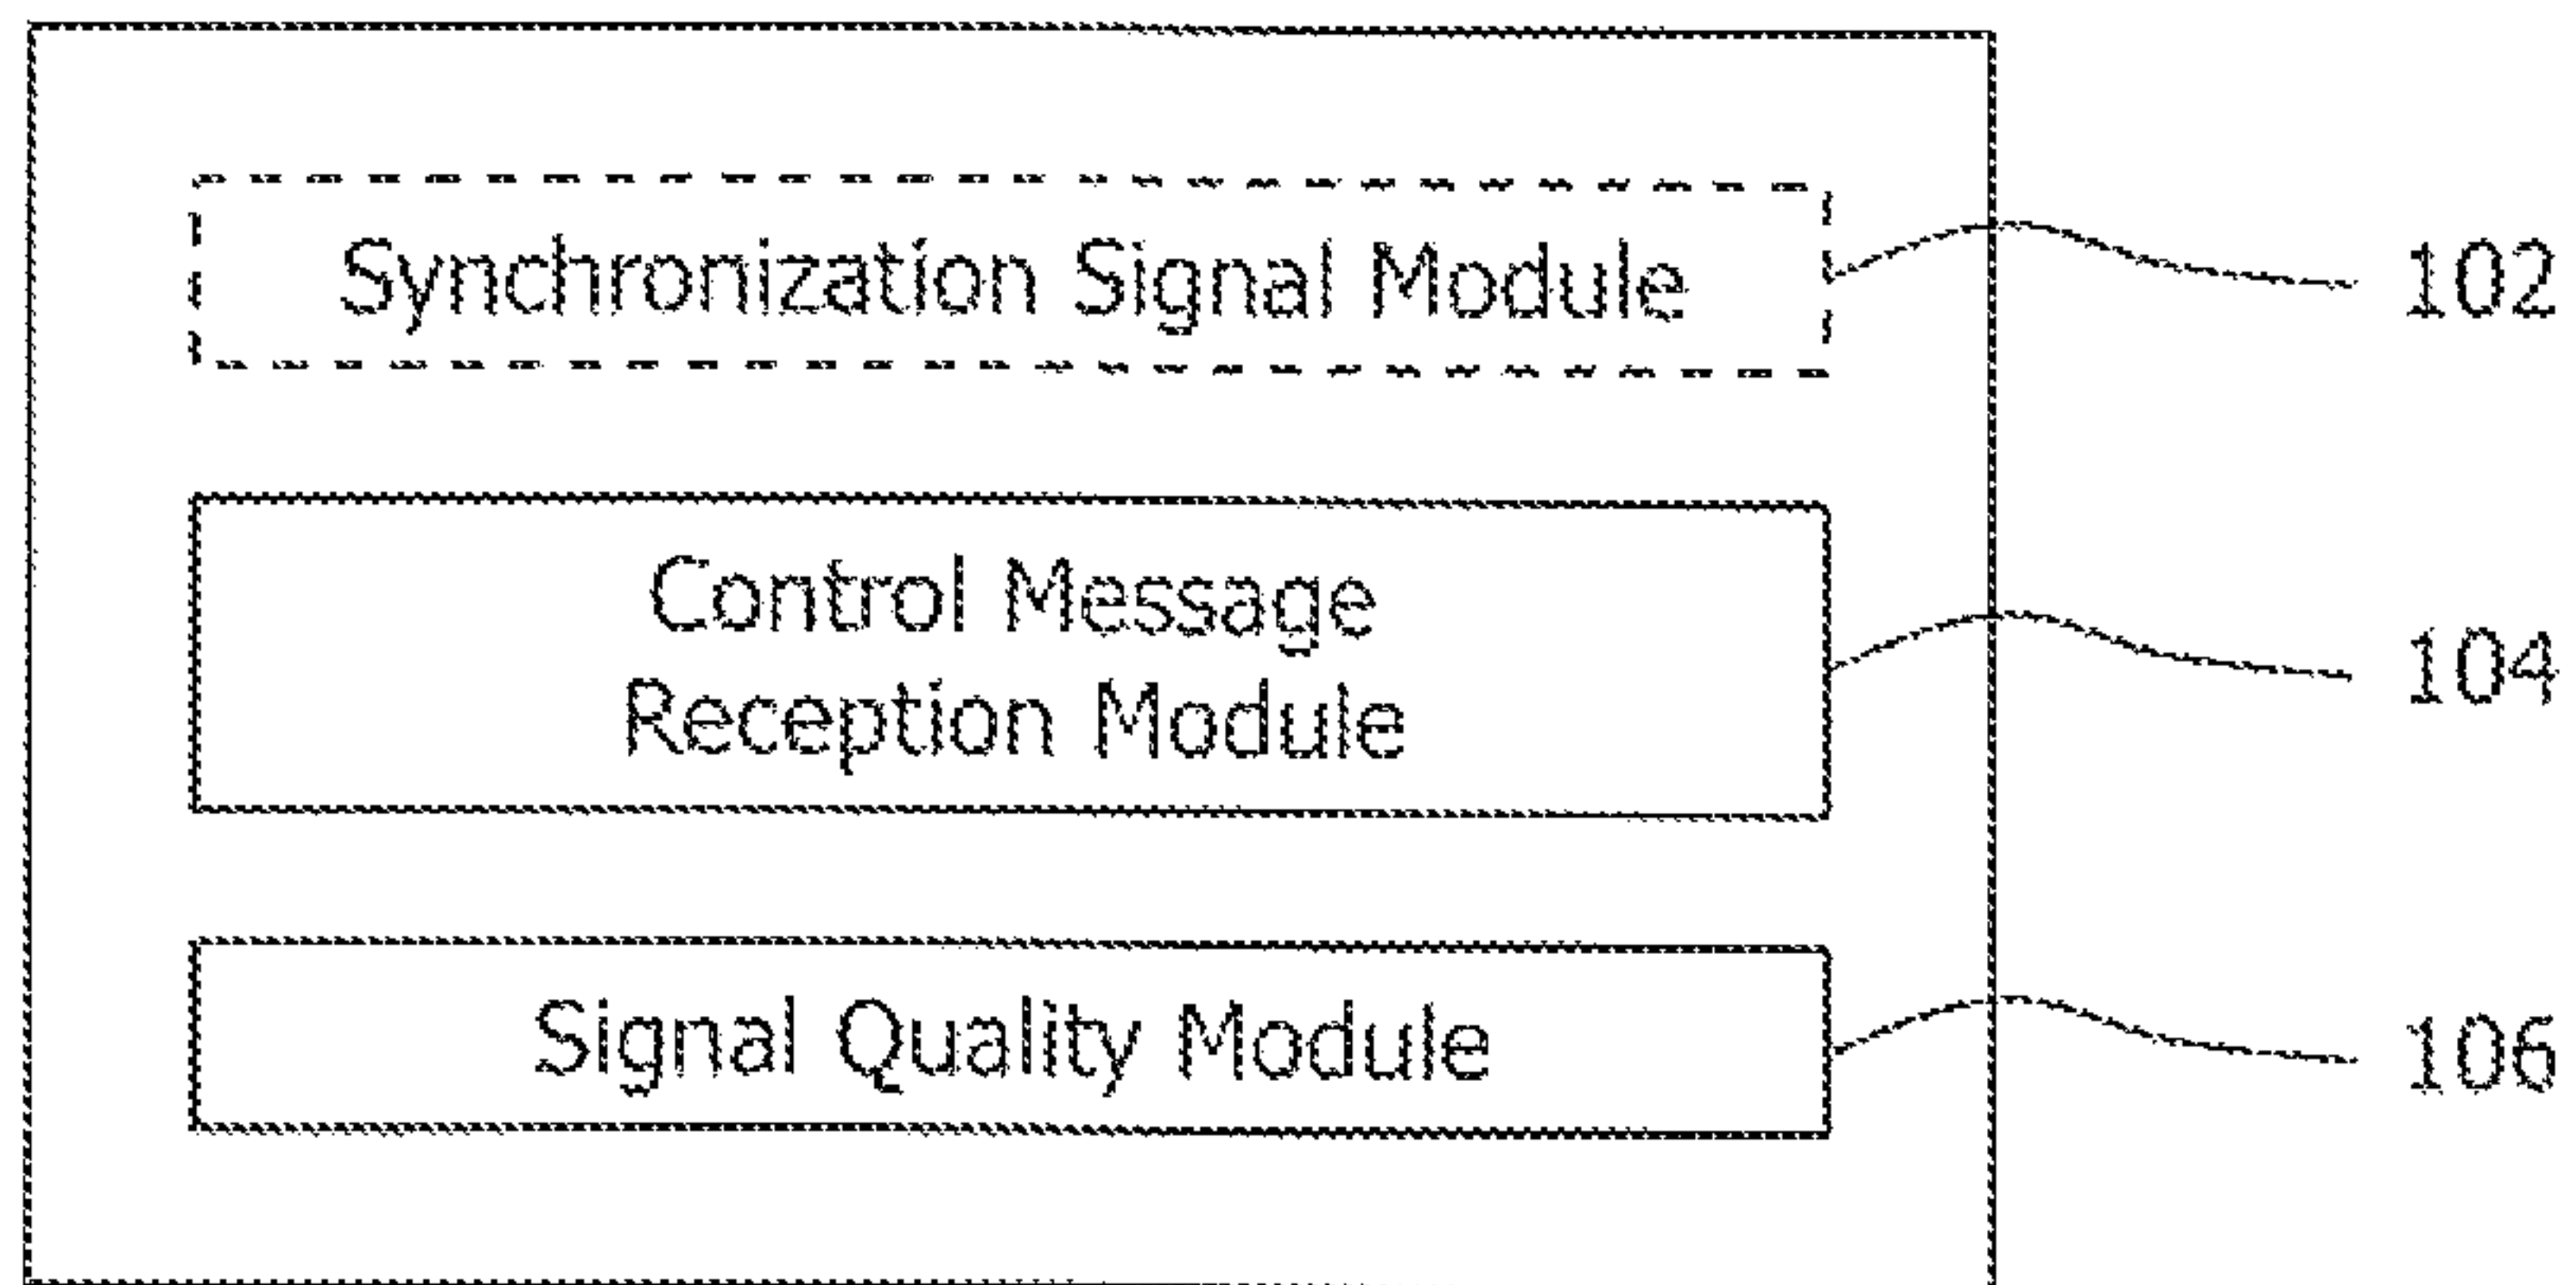 Synchronization Signal Module
102
Control Message
Reception Module
104
Signal Quality Module
106